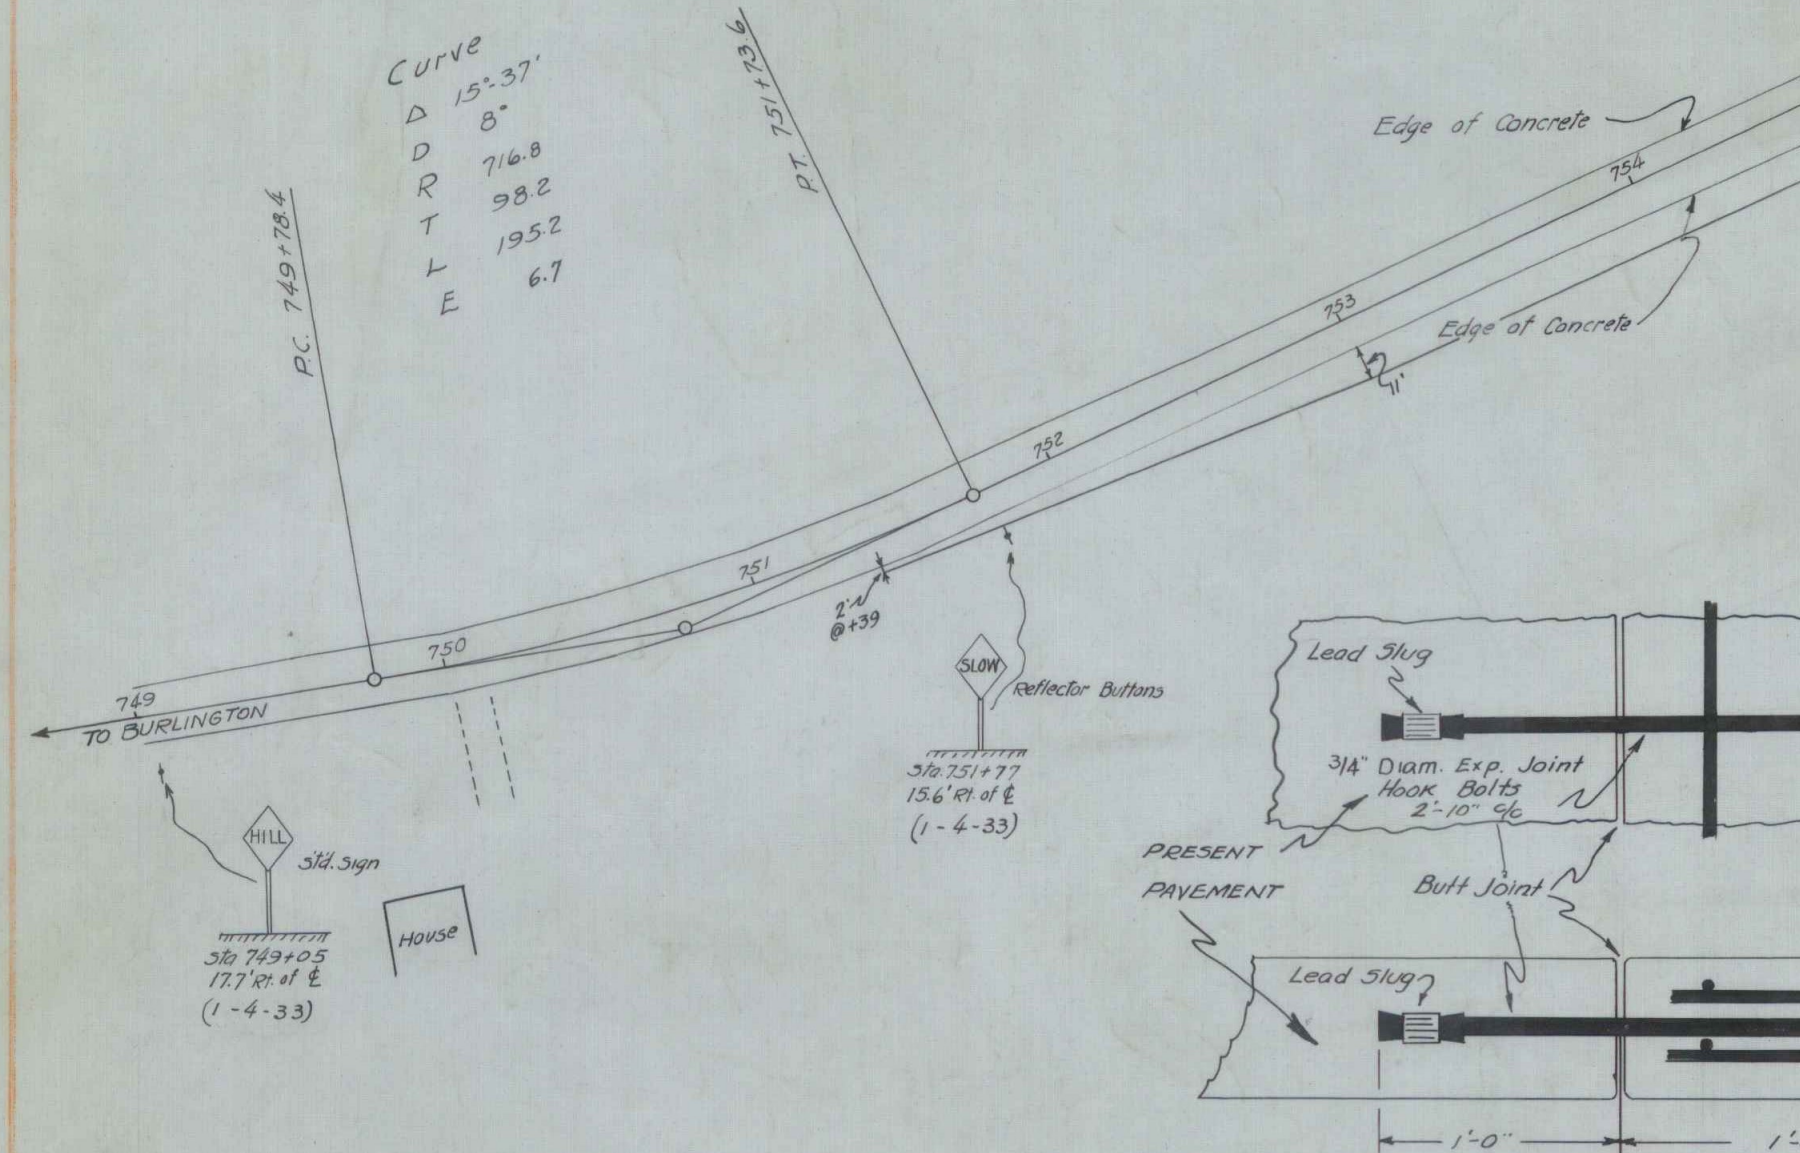 Curve
Δ 15°-37'
D 8°
R 716.8
T 98.2
L 195.2
E 6.7
P.C. 749+78.4
P.T. 751+73.6
Edge of Concrete
754
753
Edge of Concrete
11'
752
751
2'
@+39
750
749
TO BURLINGTON
SLOW
Reflector Buttons
Sta. 751+77
15.6' Rt. of ℄
(1-4-33)
HILL
Std. Sign
Sta 749+05
17.7' Rt. of ℄
(1-4-33)
House
Lead Slug
3/4" Diam. Exp. Joint
Hook Bolts
2'-10" c/c
PRESENT
PAVEMENT
Butt Joint
Lead Slug
1'-0"
1'-